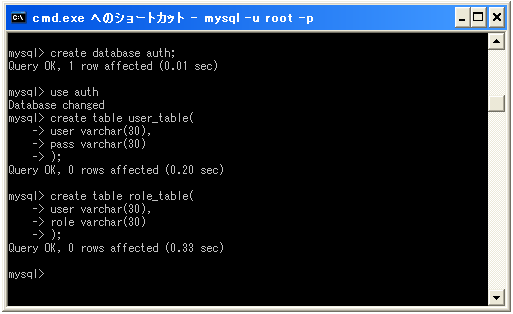 cmd.exe へのショートカット - mysql -u root -p
mysql> create database auth;
Query OK, 1 row affected (0.01 sec)
mysql> use auth
Database changed
mysql> create table user_table(
    -> user varchar(30),
    -> pass varchar(30)
    -> );
Query OK, 0 rows affected (0.20 sec)
mysql> create table role_table(
    -> user varchar(30),
    -> role varchar(30)
    -> );
Query OK, 0 rows affected (0.33 sec)
mysql>